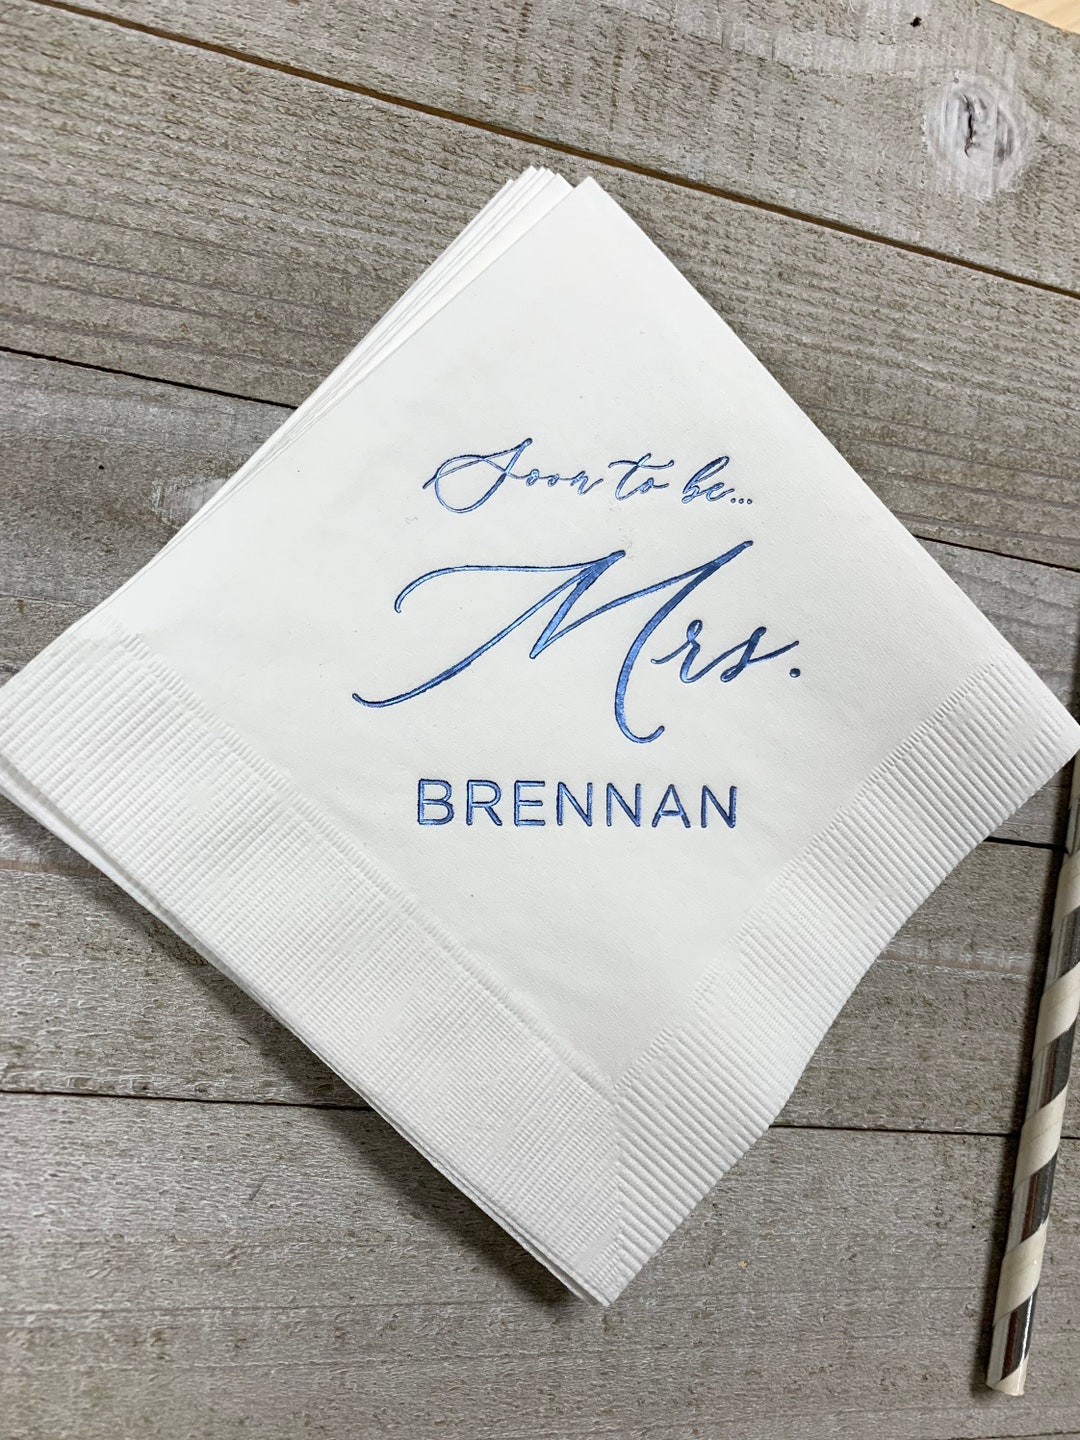 Soon to be...
Mrs.
BRENNAN